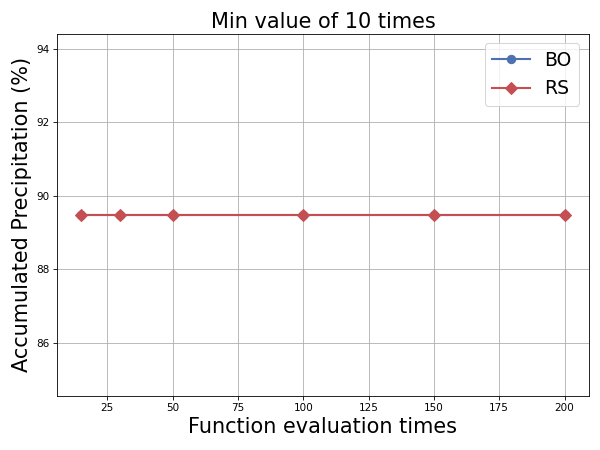 Min value of 10 times
Accumulated Precipitation (%)
94
92
90
88
86
BO
RS
25 50 75 100 125 150 175 200
Function evaluation times